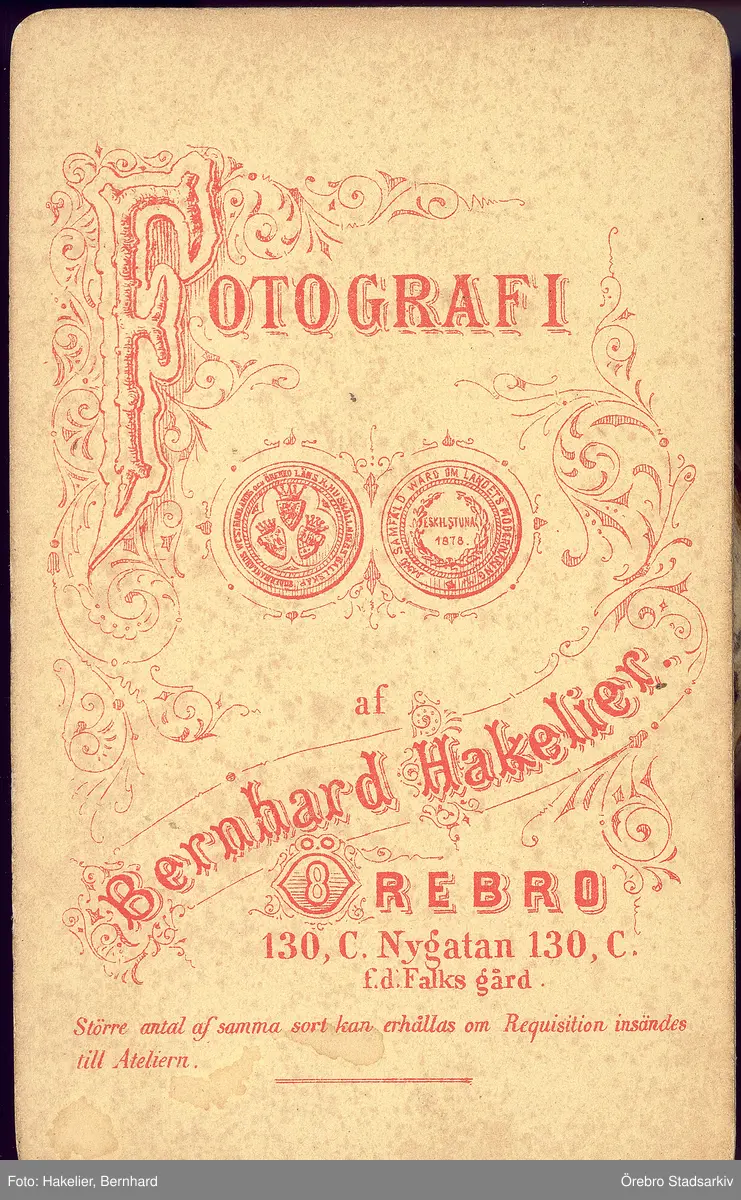 FOTOGRAFI
ESKILSTUNA
1878.
af
Bernhard Hakelier.
ÖREBRO
130, C. Nygatan 130, C.
f.d. Falks gård.
Större antal af samma sort kan erhållas om Requisition insändes
till Ateliern.
Foto: Hakelier, Bernhard
Örebro Stadsarkiv